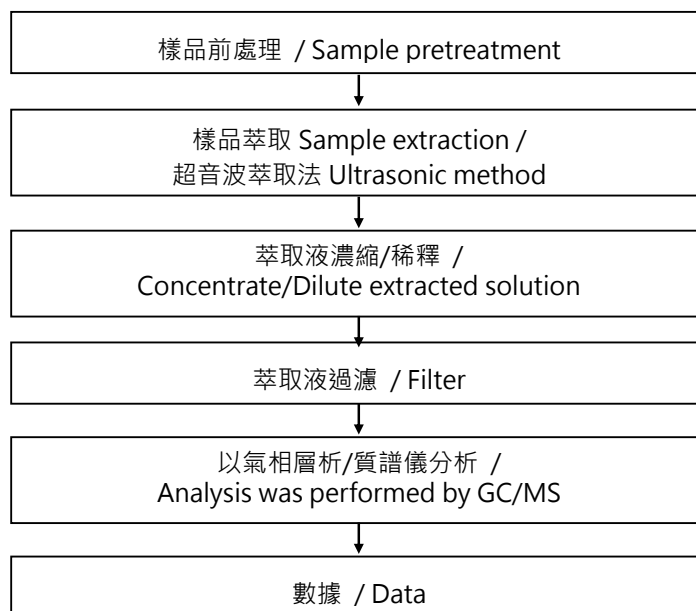 樣品前處理 / Sample pretreatment
樣品萃取 Sample extraction /
超音波萃取法 Ultrasonic method
萃取液濃縮/稀釋 /
Concentrate/Dilute extracted solution
萃取液過濾 / Filter
以氣相層析/質譜儀分析 /
Analysis was performed by GC/MS
數據 / Data